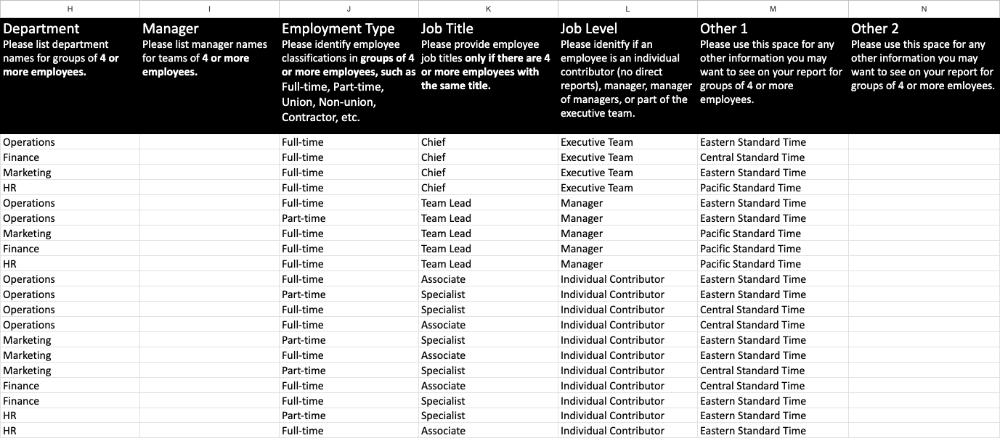 H I J K L M N
Department Manager Employment Type Job Title Job Level Other 1 Other 2
Please list department Please list manager names Please identify employee Please provide employee Please idenitfy if an Please use this space for any Please use this space for any
names for groups of 4 or for teams of 4 or more classifications in groups of 4 job titles only if there are 4 employee is an individual other information you may other information you may
more employees. employees. or more employees, such as or more employees with contributor (no direct want to see on your report for want to see on your report for
Full-time, Part-time, the same title. reports), manager, manager groups of 4 or more groups of 4 or more emloyees.
Union, Non-union, of managers, or part of the employees.
Contractor, etc. executive team.
Operations Full-time Chief Executive Team Eastern Standard Time
Finance Full-time Chief Executive Team Central Standard Time
Marketing Full-time Chief Executive Team Eastern Standard Time
HR Full-time Chief Executive Team Pacific Standard Time
Operations Full-time Team Lead Manager Eastern Standard Time
Operations Part-time Team Lead Manager Eastern Standard Time
Marketing Full-time Team Lead Manager Pacific Standard Time
Finance Full-time Team Lead Manager Pacific Standard Time
HR Full-time Team Lead Manager Pacific Standard Time
Operations Full-time Associate Individual Contributor Eastern Standard Time
Operations Part-time Specialist Individual Contributor Eastern Standard Time
Operations Full-time Specialist Individual Contributor Central Standard Time
Operations Full-time Associate Individual Contributor Central Standard Time
Marketing Part-time Specialist Individual Contributor Eastern Standard Time
Marketing Full-time Associate Individual Contributor Eastern Standard Time
Marketing Part-time Specialist Individual Contributor Central Standard Time
Finance Full-time Associate Individual Contributor Central Standard Time
Finance Full-time Specialist Individual Contributor Eastern Standard Time
HR Part-time Specialist Individual Contributor Eastern Standard Time
HR Full-time Associate Individual Contributor Eastern Standard Time